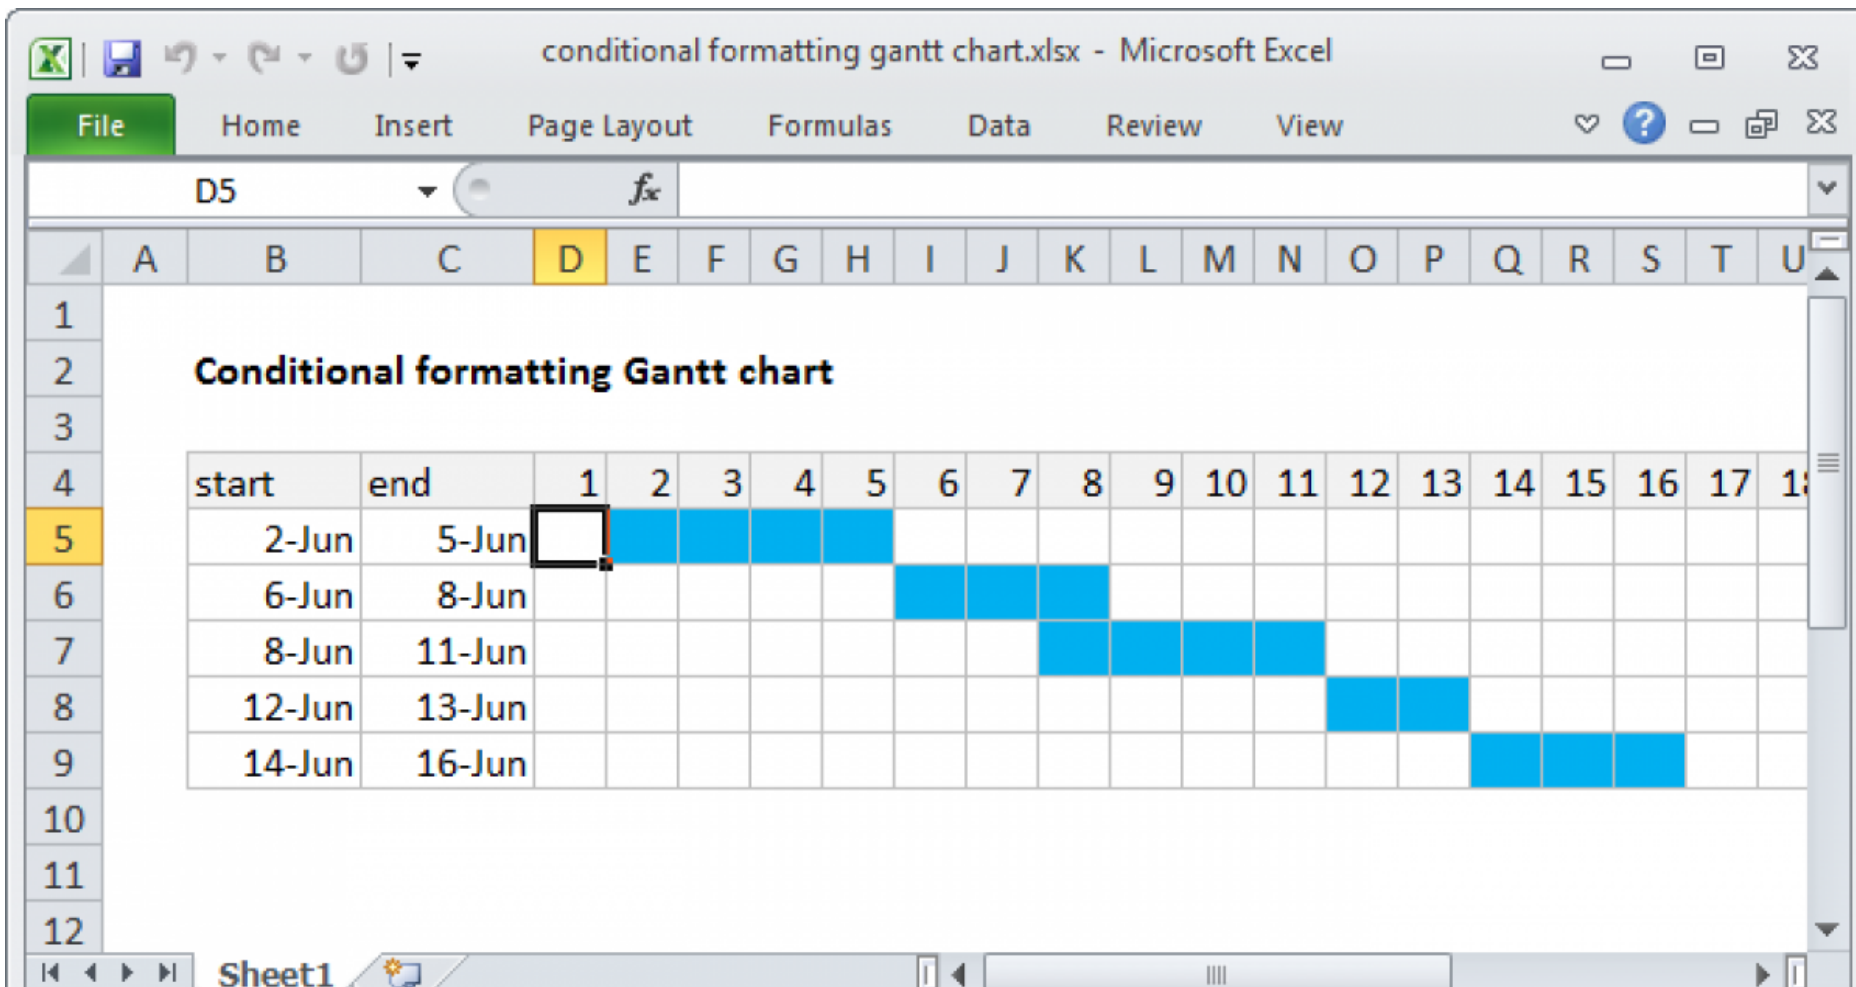 conditional formatting gantt chart.xlsx - Microsoft Excel
File Home Insert Page Layout Formulas Data Review View
D5 fx
A B C D E F G H I J K L M N O P Q R S T U
1
2 Conditional formatting Gantt chart
3
4 start end 1 2 3 4 5 6 7 8 9 10 11 12 13 14 15 16 17
5 2-Jun 5-Jun
6 6-Jun 8-Jun
7 8-Jun 11-Jun
8 12-Jun 13-Jun
9 14-Jun 16-Jun
10
11
12
Sheet1